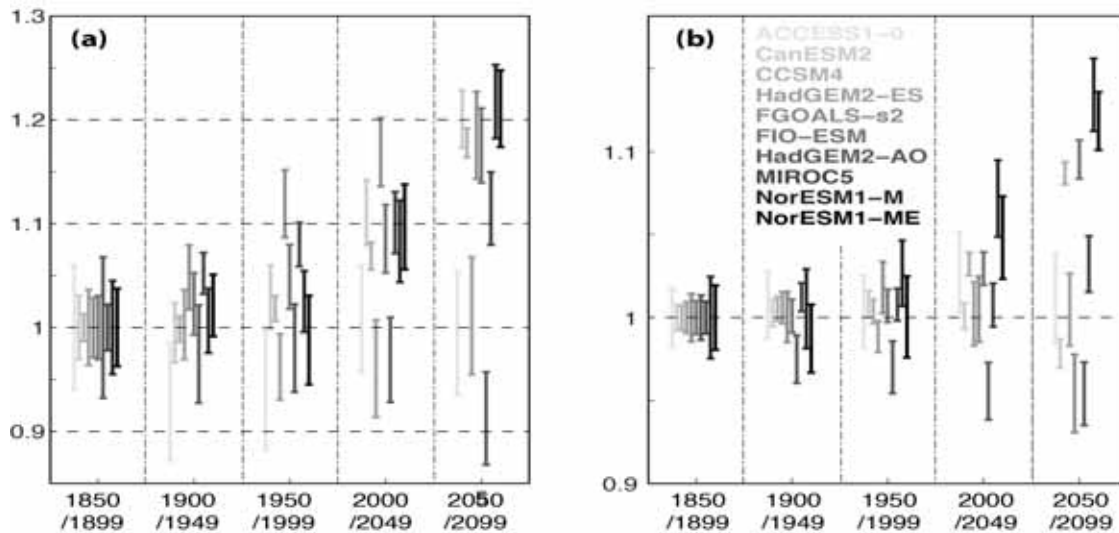 (a)
1.3
1.2
1.1
1
0.9
1850 1900 1950 2000 2050
/1899 /1949 /1999 /2049 /2099
(b)
ACCESS1-0
CanESM2
CCSM4
HadGEM2-ES
FGOALS-s2
FIO-ESM
HadGEM2-AO
MIROC5
NorESM1-M
NorESM1-ME
1.1
1
0.9
1850 1900 1950 2000 2050
/1899 /1949 /1999 /2049 /2099